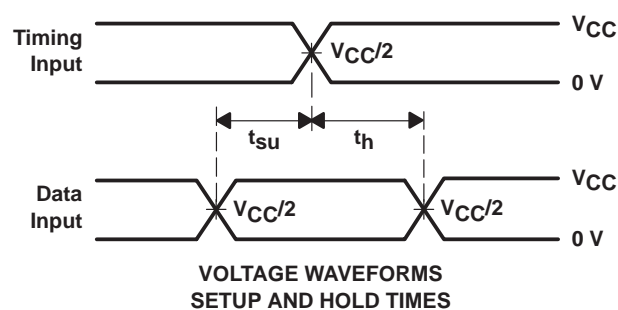 Timing
Input
VCC/2
VCC
0 V
tsu
th
Data
Input
VCC/2
VCC/2
VCC
0 V
VOLTAGE WAVEFORMS
SETUP AND HOLD TIMES